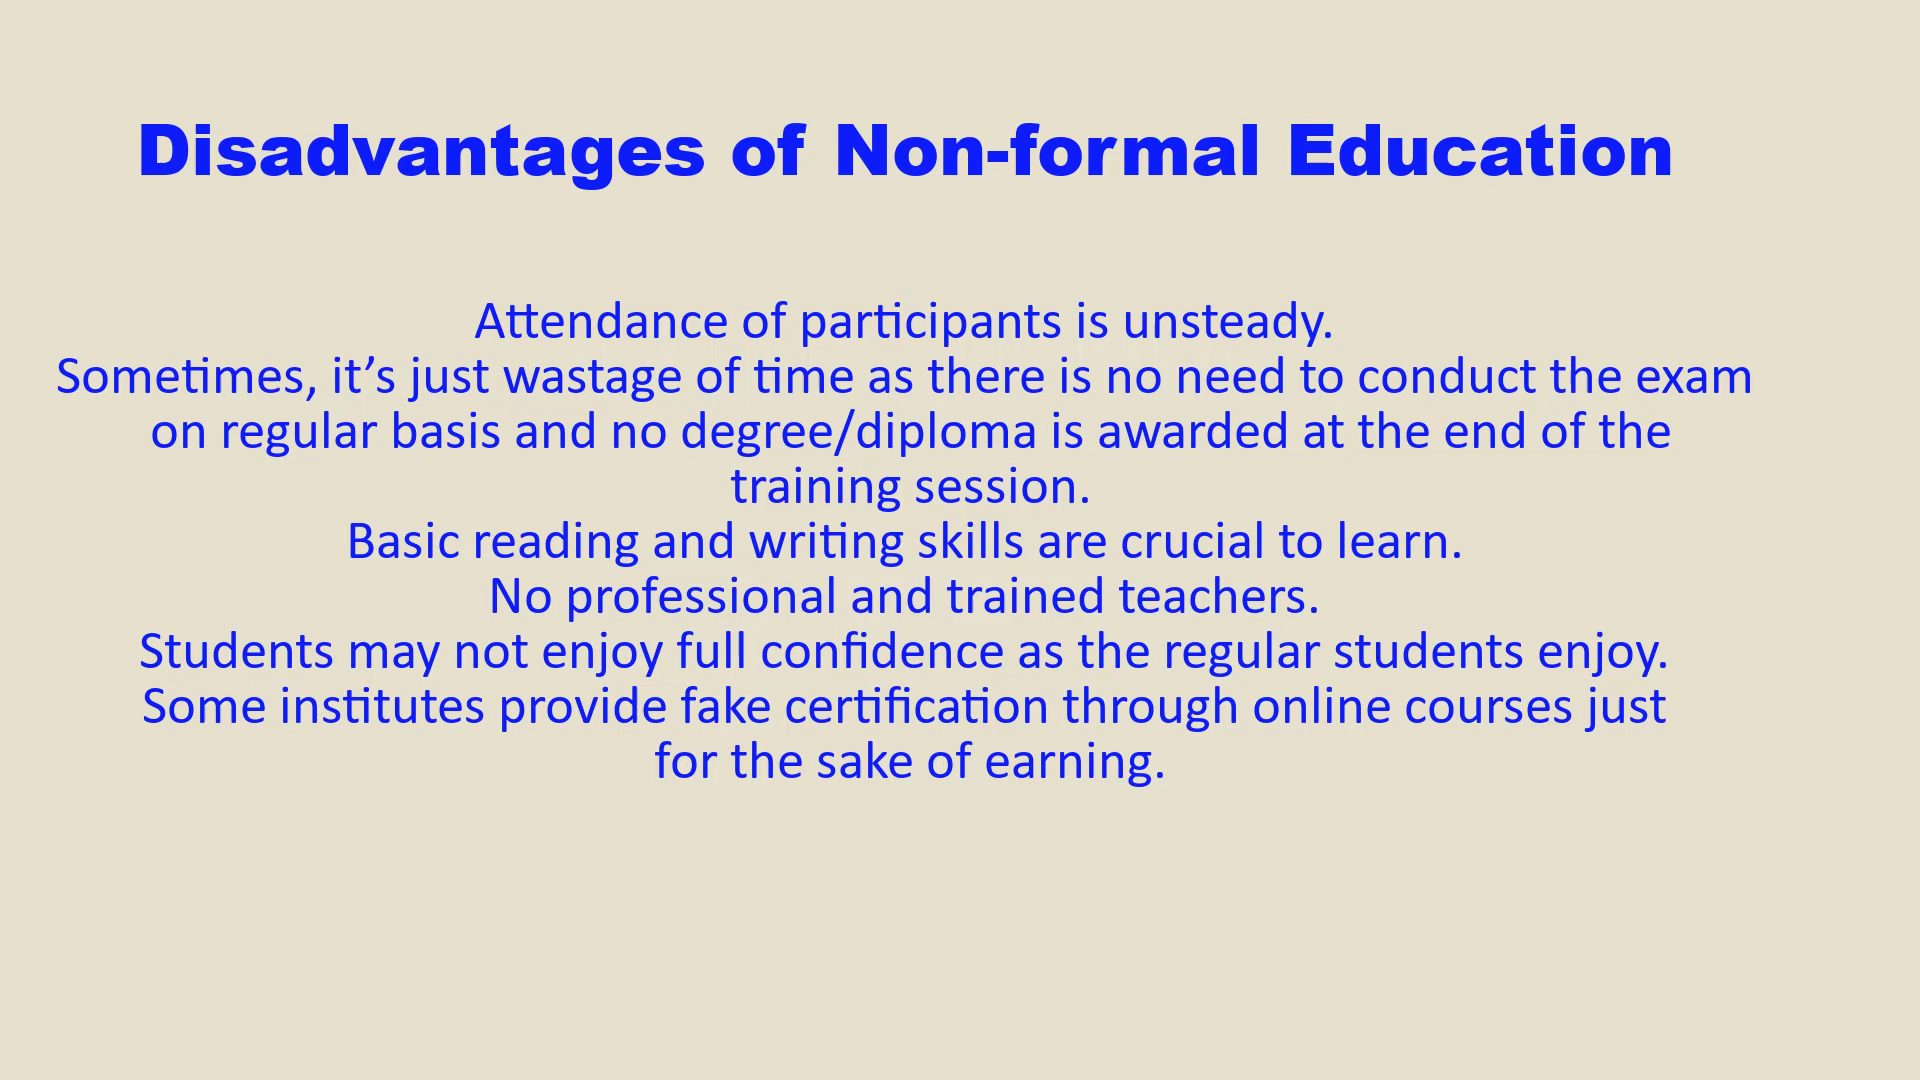 Disadvantages of Non-formal Education
Attendance of participants is unsteady.
Sometimes, it’s just wastage of time as there is no need to conduct the exam
on regular basis and no degree/diploma is awarded at the end of the
training session.
Basic reading and writing skills are crucial to learn.
No professional and trained teachers.
Students may not enjoy full confidence as the regular students enjoy.
Some institutes provide fake certification through online courses just
for the sake of earning.